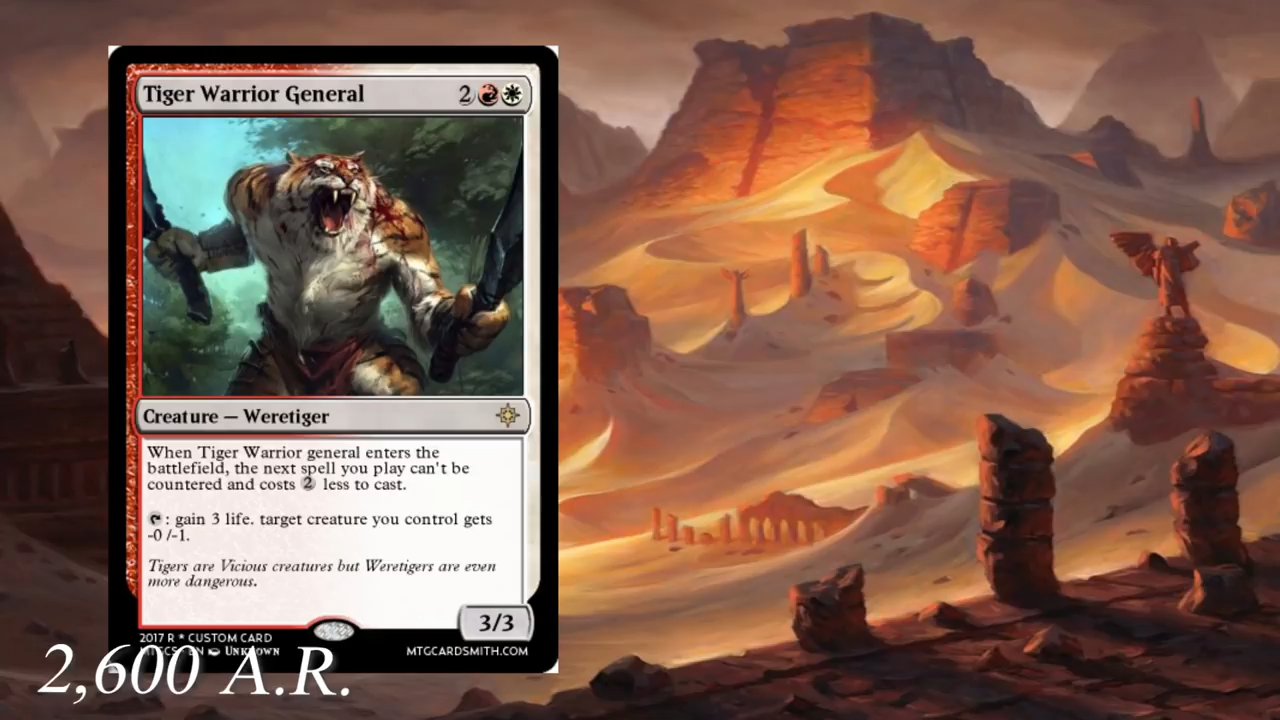 Tiger Warrior General 2
Creature — Weretiger
When Tiger Warrior general enters the
battlefield, the next spell you play can't be
countered and costs 2 less to cast.
: gain 3 life. target creature you control gets
-0 /-1.
Tigers are Vicious creatures but Weretigers are even
more dangerous.
3/3
2017 R * CUSTOM CARD
EN Unknown
MTGCARDSMITH.COM
2,600 A.R.